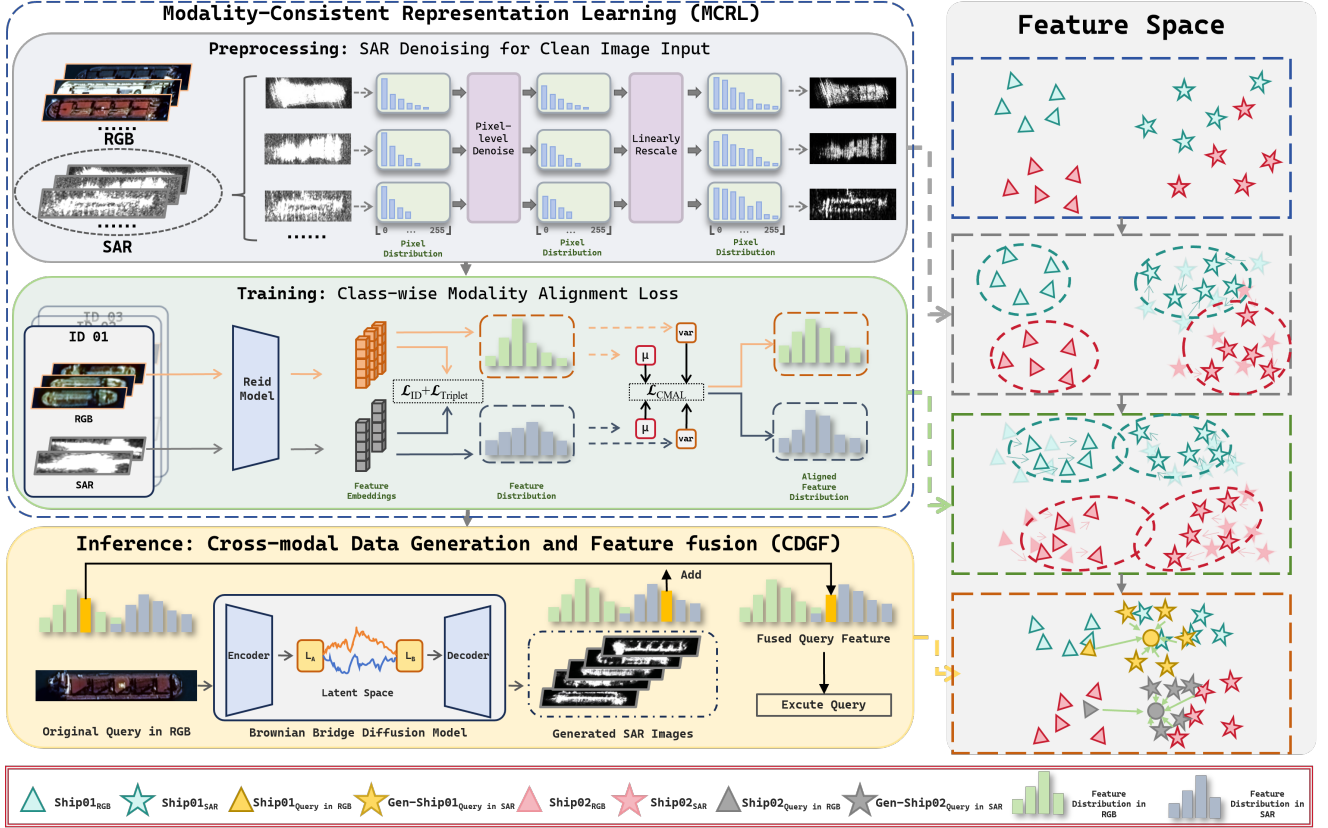 Modality-Consistent Representation Learning (MCRL)
Preprocessing: SAR Denoising for Clean Image Input
......
RGB
......
SAR
......
Pixel-
level
Denoise
Linearly
Rescale
0 ... 255
0 ... 255
0 ... 255
Pixel
Distribution
Pixel
Distribution
Pixel
Distribution
Training: Class-wise Modality Alignment Loss
ID 03
ID 02
ID 01
RGB
SAR
Reid
Model
Feature
Embeddings
ℒID+ℒTriplet
Feature
Distribution
μ
var
ℒCMAL
μ
var
Aligned
Feature
Distribution
Inference: Cross-modal Data Generation and Feature fusion (CDGF)
Original Query in RGB
Encoder
LA
LB
Latent Space
Decoder
Brownian Bridge Diffusion Model
Add
Generated SAR Images
Fused Query Feature
Excute Query
Feature Space
Ship01RGB
Ship01SAR
Ship01Query in RGB
Gen-Ship01Query in SAR
Ship02RGB
Ship02SAR
Ship02Query in RGB
Gen-Ship02Query in SAR
Feature
Distribution in
RGB
Feature
Distribution in
SAR